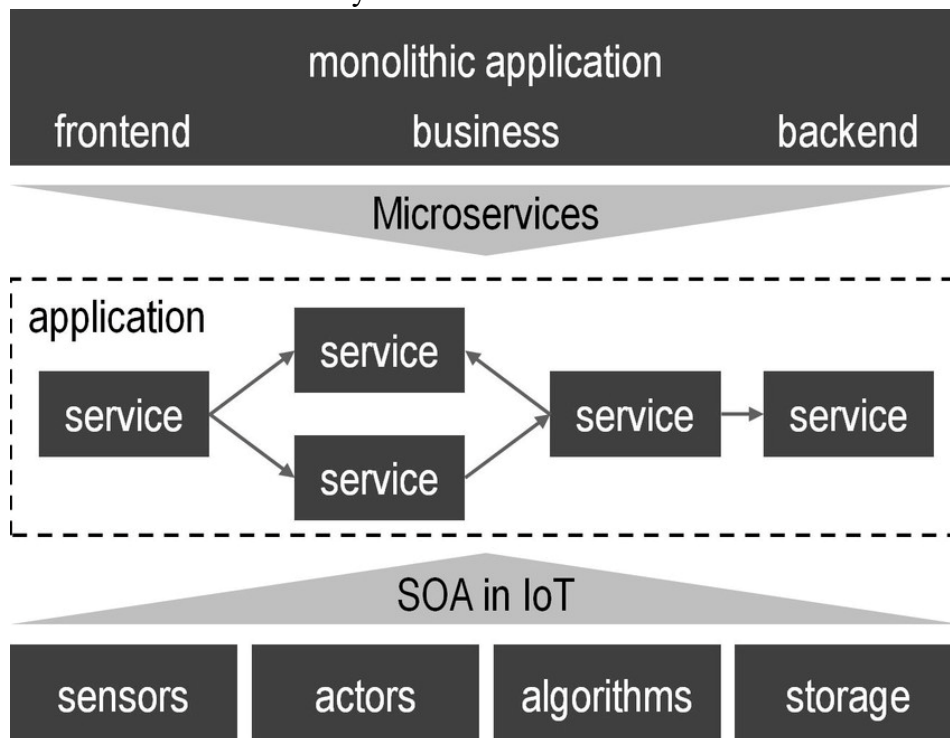 monolithic application
frontend business backend
Microservices
application
service
service
service
service
service
SOA in IoT
sensors actors algorithms storage